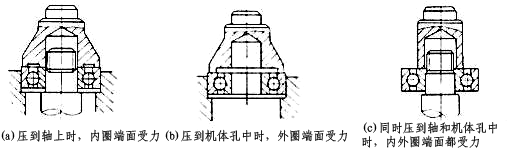 (a)压到轴上时，内圈端面受力
(b)压到机体孔中时，外圈端面受力
(c)同时压到轴和机体孔中
时，内外圈端面都受力